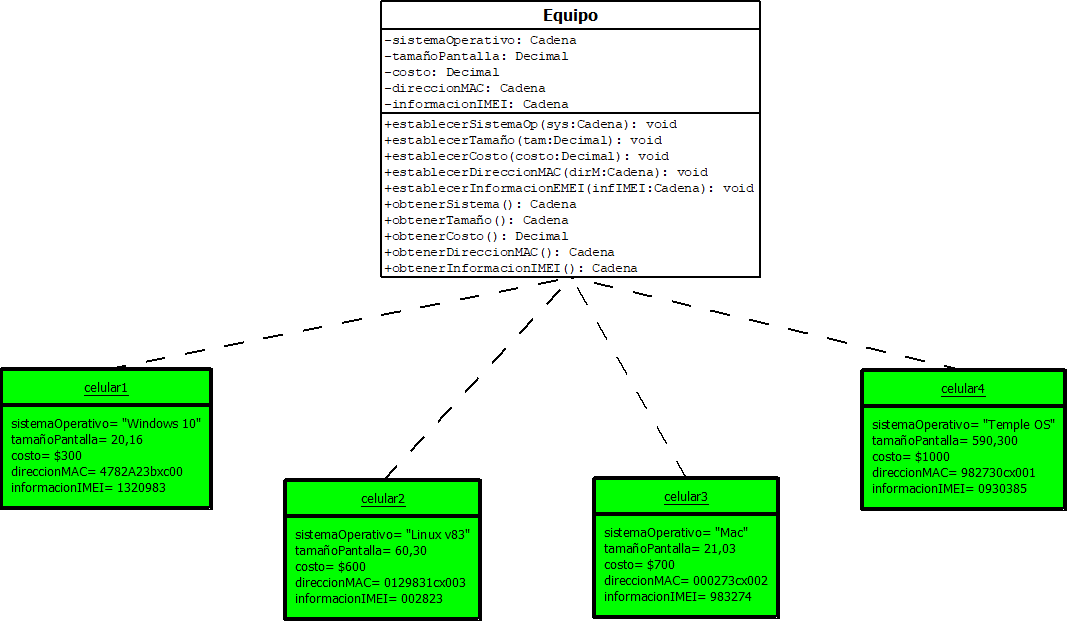 Equipo
-sistemaOperativo: Cadena
-tamañoPantalla: Decimal
-costo: Decimal
-direccionMAC: Cadena
-informacionIMEI: Cadena
+establecerSistemaOp(sys:Cadena): void
+establecerTamaño(tam:Decimal): void
+establecerCosto(costo:Decimal): void
+establecerDireccionMAC(dirM:Cadena): void
+establecerInformacionEMEI(infIMEI:Cadena): void
+obtenerSistema(): Cadena
+obtenerTamaño(): Cadena
+obtenerCosto(): Decimal
+obtenerDireccionMAC(): Cadena
+obtenerInformacionIMEI(): Cadena
celular1
sistemaOperativo= "Windows 10"
tamañoPantalla= 20,16
costo= $300
direccionMAC= 4782A23bxc00
informacionIMEI= 1320983
celular2
sistemaOperativo= "Linux v83"
tamañoPantalla= 60,30
costo= $600
direccionMAC= 0129831cx003
informacionIMEI= 002823
celular3
sistemaOperativo= "Mac"
tamañoPantalla= 21,03
costo= $700
direccionMAC= 000273cx002
informacionIMEI= 983274
celular4
sistemaOperativo= "Temple OS"
tamañoPantalla= 590,300
costo= $1000
direccionMAC= 982730cx001
informacionIMEI= 0930385